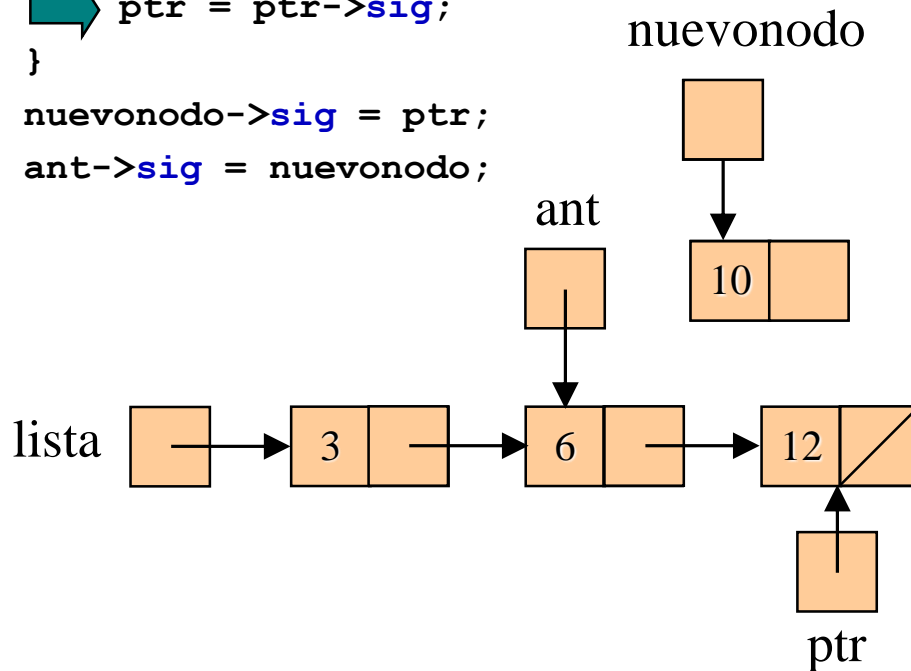 ptr = ptr->sig;
}
nuevonodo->sig = ptr;
ant->sig = nuevonodo;
nuevonodo
ant
10
lista
3
6
12
ptr